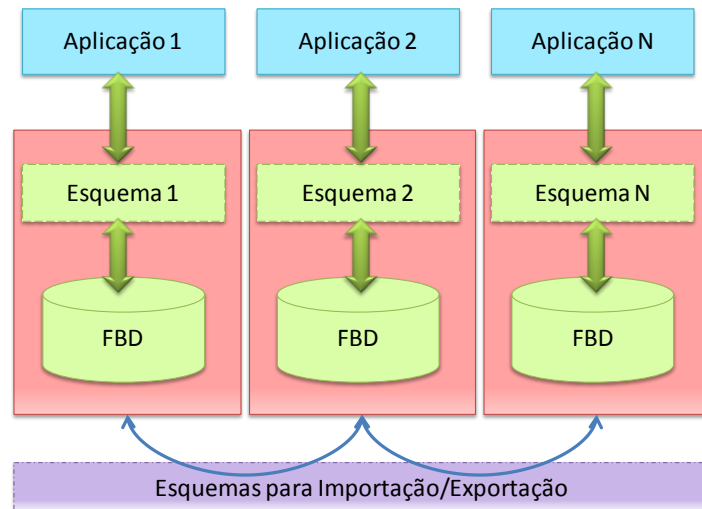 Aplicação 1 Aplicação 2 Aplicação N
Esquema 1 Esquema 2 Esquema N
FBD FBD FBD
Esquemas para Importação/Exportação